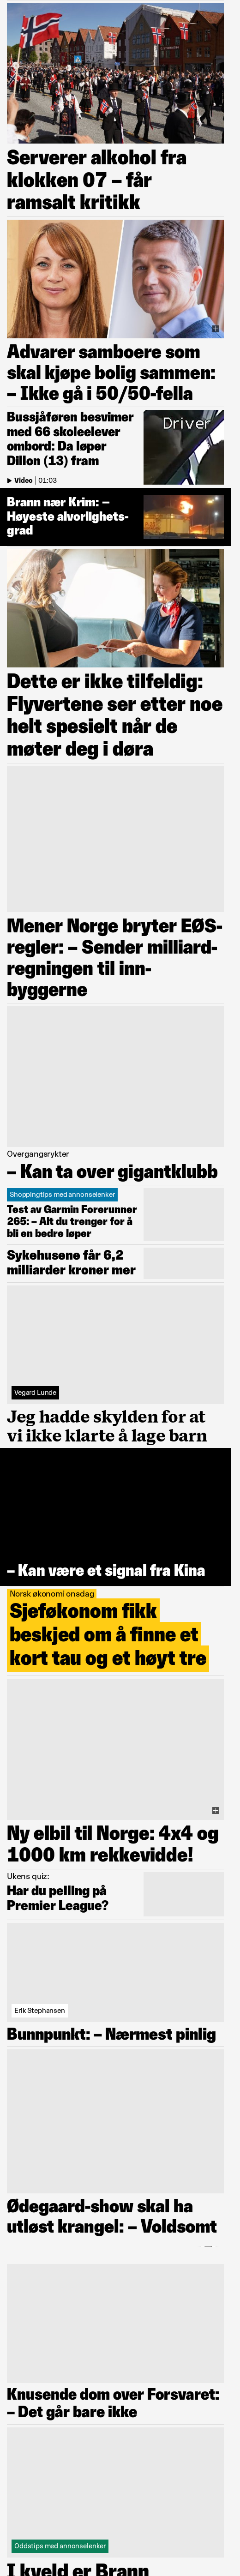 Serverer alkohol fra
klokken 07 – får
ramsalt kritikk
Advarer samboere som
skal kjøpe bolig sammen:
– Ikke gå i 50/50-fella
Bussjåføren besvimer
med 66 skoleelever
ombord: Da løper
Dillon (13) fram
Video | 01:03
Driver
Brann nær Krim: –
Høyeste alvorlighets-
grad
Dette er ikke tilfeldig:
Flyvertene ser etter noe
helt spesielt når de
møter deg i døra
Mener Norge bryter EØS-
regler: – Sender milliard-
regningen til inn-
byggerne
Overgangsrykter
– Kan ta over gigantklubb
Shoppingtips med annonselenker
Test av Garmin Forerunner
265: – Alt du trenger for å
bli en bedre løper
Sykehusene får 6,2
milliarder kroner mer
Vegard Lunde
Jeg hadde skylden for at
vi ikke klarte å lage barn
– Kan være et signal fra Kina
Norsk økonomi onsdag
Sjeføkonom fikk
beskjed om å finne et
kort tau og et høyt tre
Ny elbil til Norge: 4x4 og
1000 km rekkevidde!
Ukens quiz:
Har du peiling på
Premier League?
Erik Stephansen
Bunnpunkt: – Nærmest pinlig
Ødegaard-show skal ha
utløst krangel: – Voldsomt
Knusende dom over Forsvaret:
– Det går bare ikke
Oddstips med annonselenker
I kveld er Brann